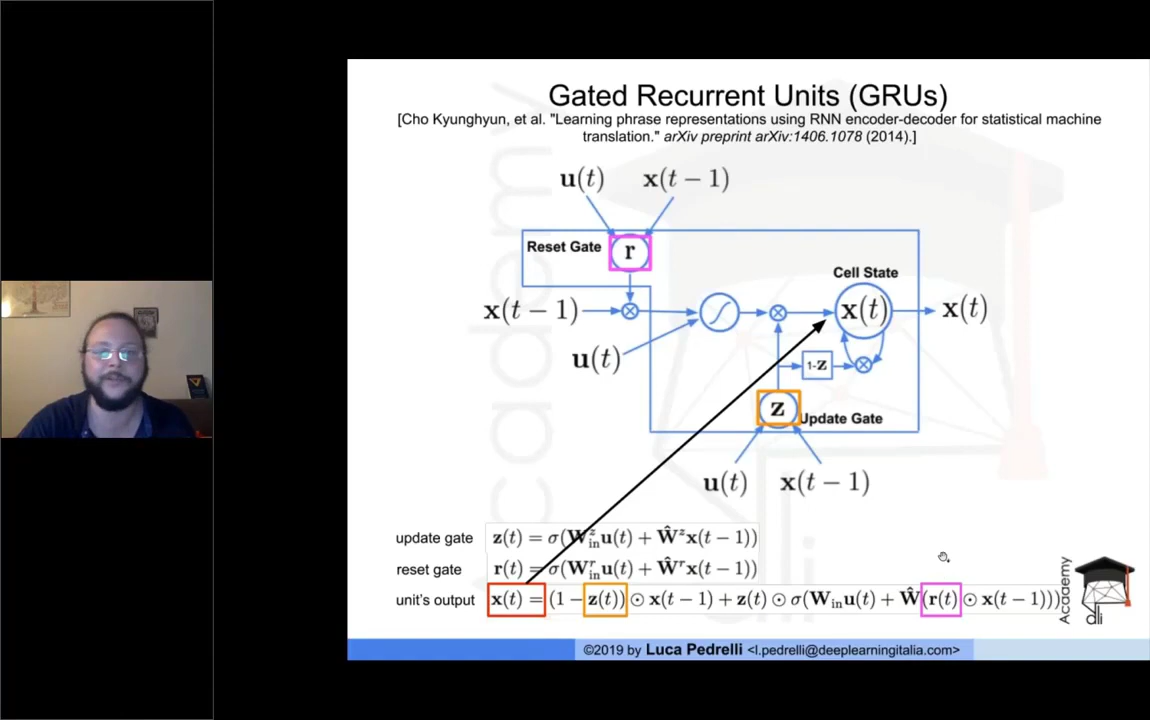 Gated Recurrent Units (GRUs)
[Cho Kyunghyun, et al. "Learning phrase representations using RNN encoder-decoder for statistical machine
translation." arXiv preprint arXiv:1406.1078 (2014).]
u(t) x(t − 1)
Reset Gate r
Cell State
x(t − 1) x(t) x(t)
u(t)
1-z
z Update Gate
u(t) x(t − 1)
update gate z(t) = σ(W^z_in u(t) + Ŵ^z x(t − 1))
reset gate r(t) = σ(W^r_in u(t) + Ŵ^r x(t − 1))
unit's output x(t) = (1 − z(t)) ⊙ x(t − 1) + z(t) ⊙ σ(W_in u(t) + Ŵ(r(t) ⊙ x(t − 1)))
Academy
dli
academy
©2019 by Luca Pedrelli <l.pedrelli@deeplearningitalia.com>